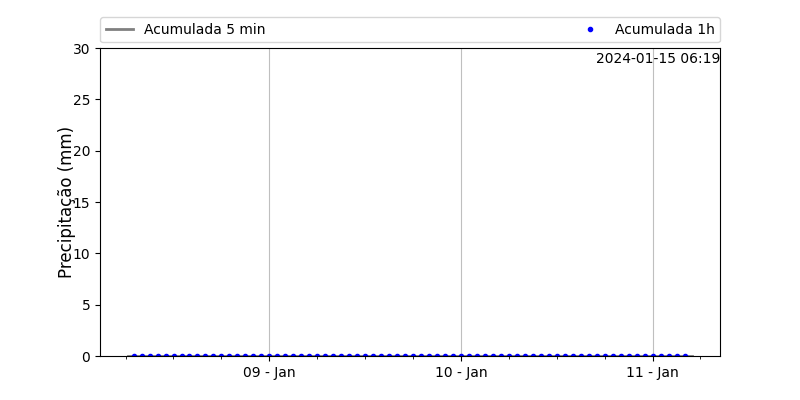 Acumulada 5 min
Acumulada 1h
2024-01-15 06:19
Precipitação (mm)
30
25
20
15
10
5
0
09 - Jan
10 - Jan
11 - Jan